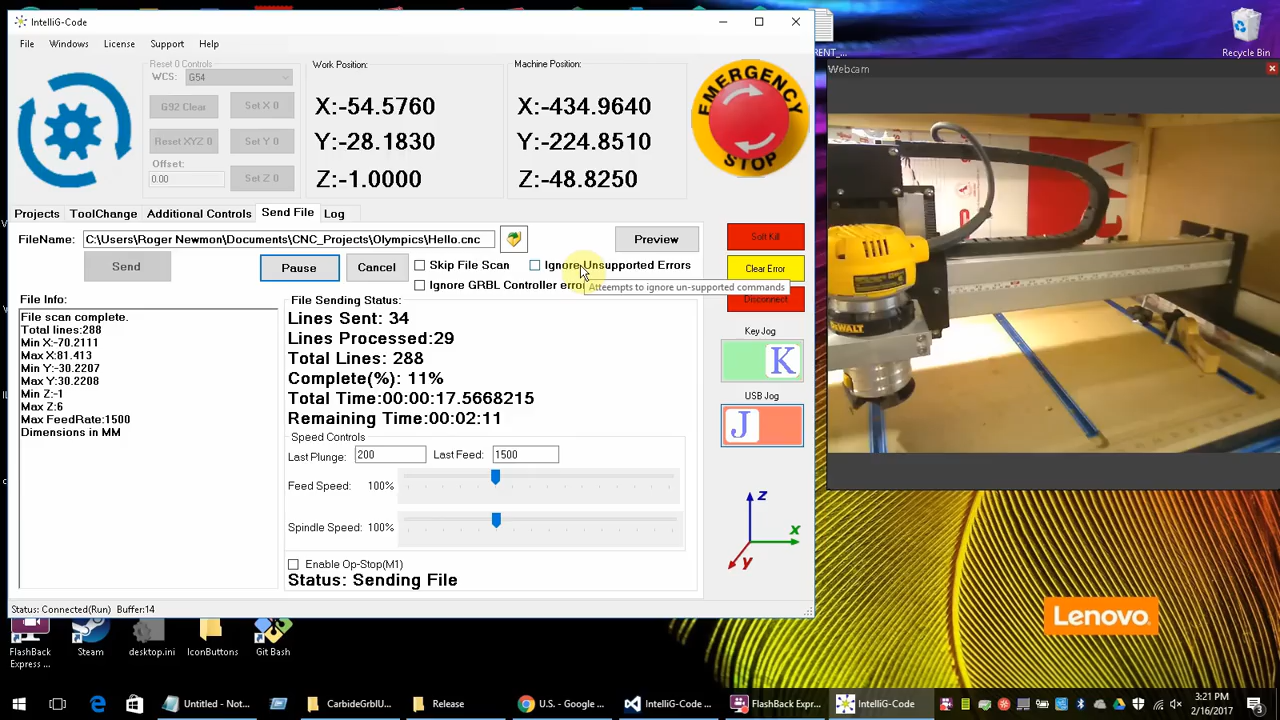 IntelliG-Code
File Windows License Support Help
Reset 0 Controls
WCS: G54
G92 Clear Set X 0
Reset XYZ 0 Set Y 0
Offset:
0.00 Set Z 0
Work Position:
X:-54.5760
Y:-28.1830
Z:-1.0000
Machine Position:
X:-434.9640
Y:-224.8510
Z:-48.8250
EMERGENCY
STOP
Projects ToolChange Additional Controls Send File Log
FileName: C:\Users\Roger Newmon\Documents\CNC_Projects\Olympics\Hello.cnc Preview
Send Pause Cancel Skip File Scan Ignore Unsupported Errors
Ignore GRBL Controller erro
Atteempts to ignore un-supported commands
Soft Kill
Clear Error
Disconnect
Key Jog
K
USB Jog
J
z
x
y
File Info:
File scan complete.
Total lines:288
Min X:-70.2111
Max X:81.413
Min Y:-30.2207
Max Y:30.2208
Min Z:-1
Max Z:6
Max FeedRate:1500
Dimensions in MM
File Sending Status:
Lines Sent: 34
Lines Processed:29
Total Lines: 288
Complete(%): 11%
Total Time:00:00:17.5668215
Remaining Time:00:02:11
Speed Controls
Last Plunge: 200 Last Feed: 1500
Feed Speed: 100%
Spindle Speed: 100%
Enable Op-Stop(M1)
Status: Sending File
Status: Connected(Run) Buffer:14
RENT_...
Recycle Bin
Webcam
DEWALT
Lenovo
FlashBack
Express ...
Steam
desktop.ini
IconButtons
Git Bash
Untitled - Not...
CarbideGrblU...
Release
U.S. - Google ...
IntelliG-Code ...
FlashBack Expr...
IntelliG-Code
3:21 PM
2/16/2017
3